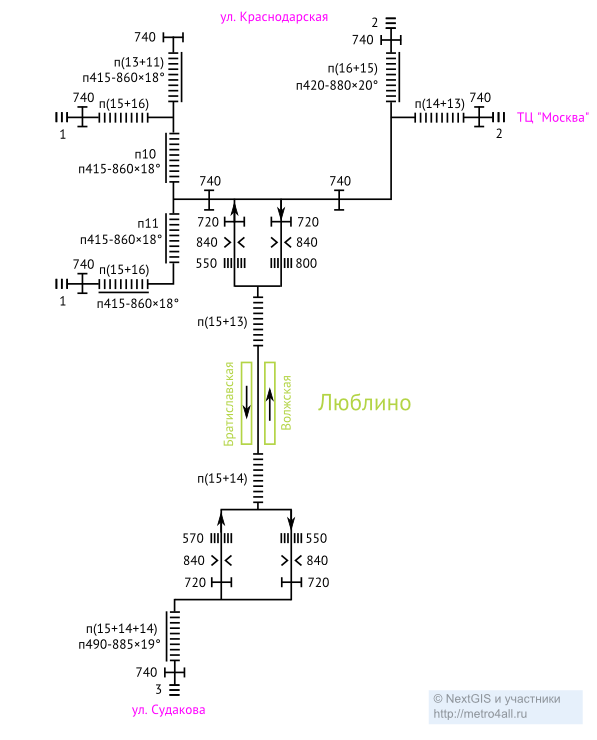 ул. Краснодарская
2
740
740
п(13+11)
п415-860×18°
п(16+15)
п420-880×20°
740
п(15+16)
1
п(14+13)
740
2
ТЦ "Москва"
п10
п415-860×18°
740
740
п11
п415-860×18°
720
720
840
840
550
800
740
п(15+16)
1
п415-860×18°
п(15+13)
Братиславская
Волжская
Люблино
п(15+14)
570
550
840
840
720
720
п(15+14+14)
п490-885×19°
740
3
ул. Судакова
© NextGIS и участники
http://metro4all.ru